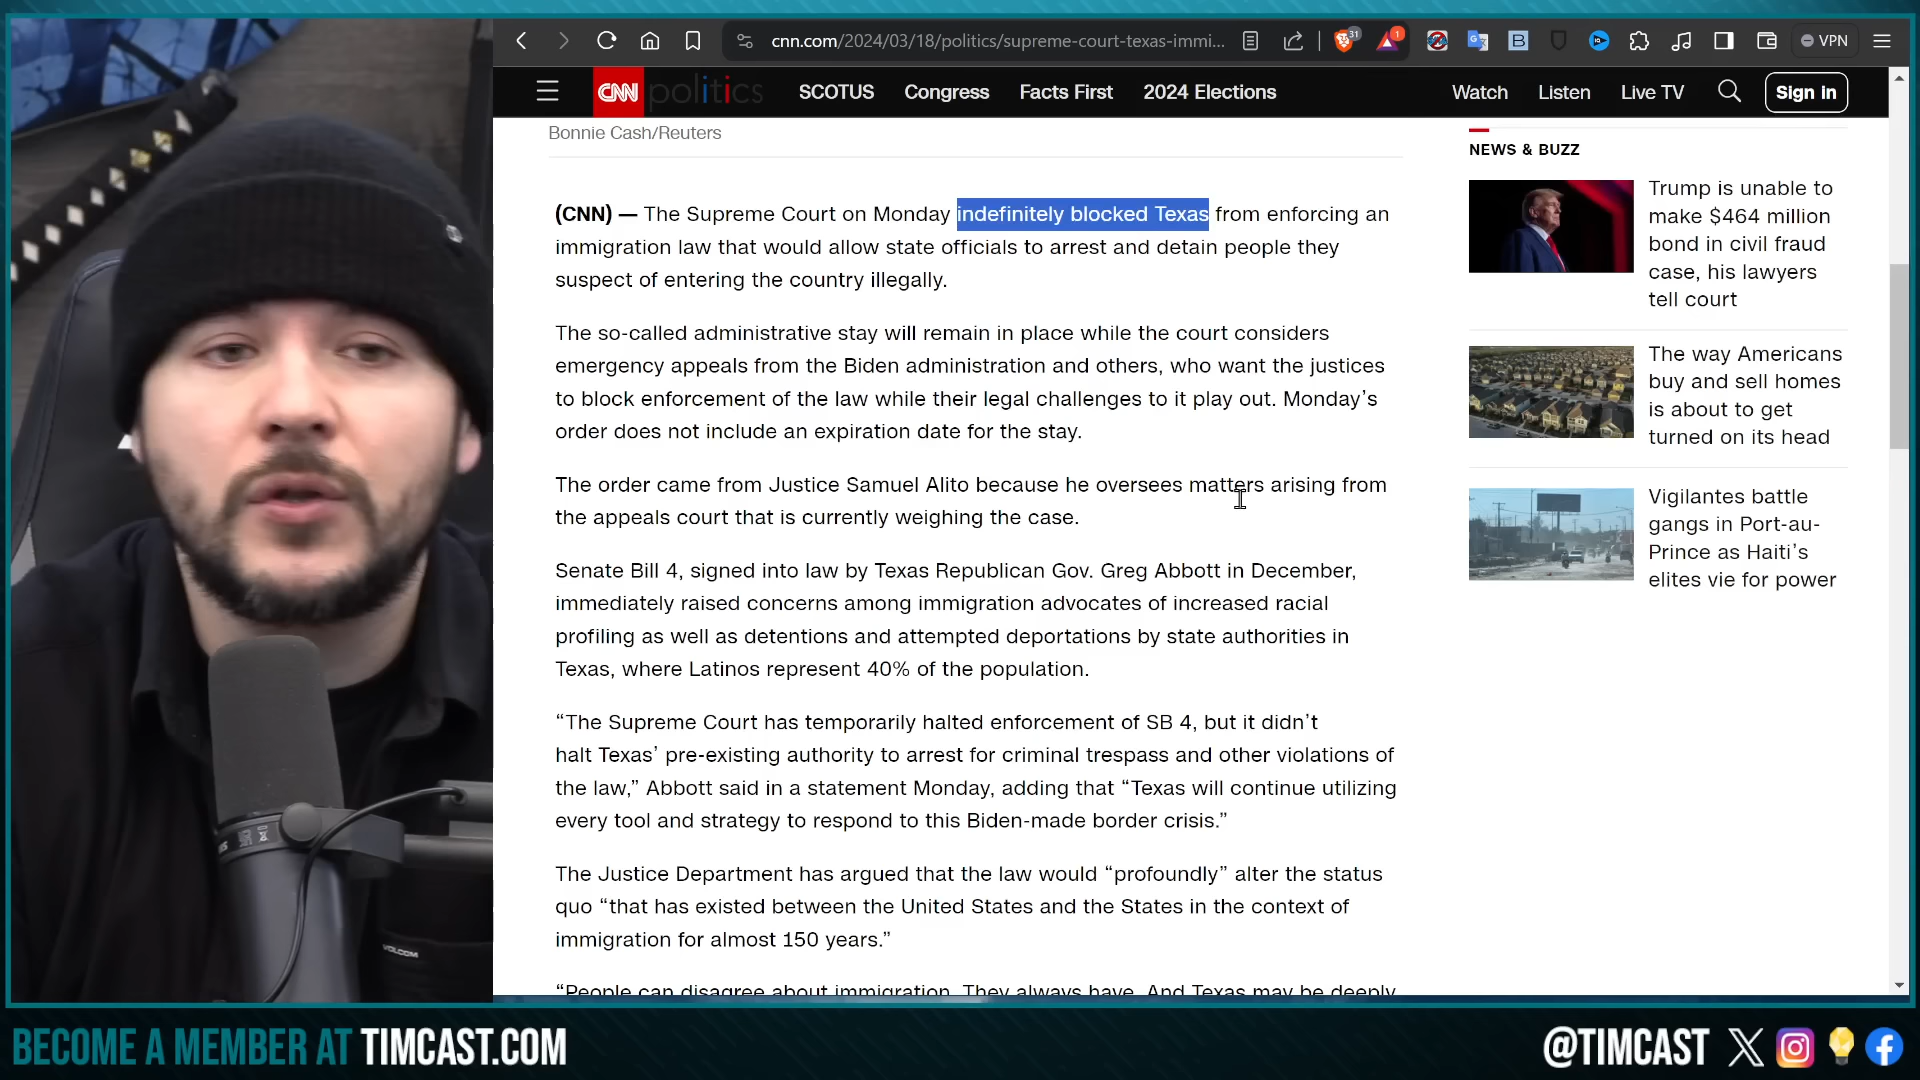 cnn.com/2024/03/18/politics/supreme-court-texas-immi...
31
1
VPN
CNN politics
SCOTUS
Congress
Facts First
2024 Elections
Watch
Listen
Live TV
Sign in
Bonnie Cash/Reuters
(CNN) — The Supreme Court on Monday indefinitely blocked Texas from enforcing an
immigration law that would allow state officials to arrest and detain people they
suspect of entering the country illegally.
The so-called administrative stay will remain in place while the court considers
emergency appeals from the Biden administration and others, who want the justices
to block enforcement of the law while their legal challenges to it play out. Monday’s
order does not include an expiration date for the stay.
The order came from Justice Samuel Alito because he oversees matters arising from
the appeals court that is currently weighing the case.
Senate Bill 4, signed into law by Texas Republican Gov. Greg Abbott in December,
immediately raised concerns among immigration advocates of increased racial
profiling as well as detentions and attempted deportations by state authorities in
Texas, where Latinos represent 40% of the population.
“The Supreme Court has temporarily halted enforcement of SB 4, but it didn’t
halt Texas’ pre-existing authority to arrest for criminal trespass and other violations of
the law,” Abbott said in a statement Monday, adding that “Texas will continue utilizing
every tool and strategy to respond to this Biden-made border crisis.”
The Justice Department has argued that the law would “profoundly” alter the status
quo “that has existed between the United States and the States in the context of
immigration for almost 150 years.”
“People can disagree about immigration. They always have. And Texas may be deeply
NEWS & BUZZ
Trump is unable to
make $464 million
bond in civil fraud
case, his lawyers
tell court
The way Americans
buy and sell homes
is about to get
turned on its head
Vigilantes battle
gangs in Port-au-
Prince as Haiti’s
elites vie for power
VOLCOM
BECOME A MEMBER AT TIMCAST.COM
@TIMCAST